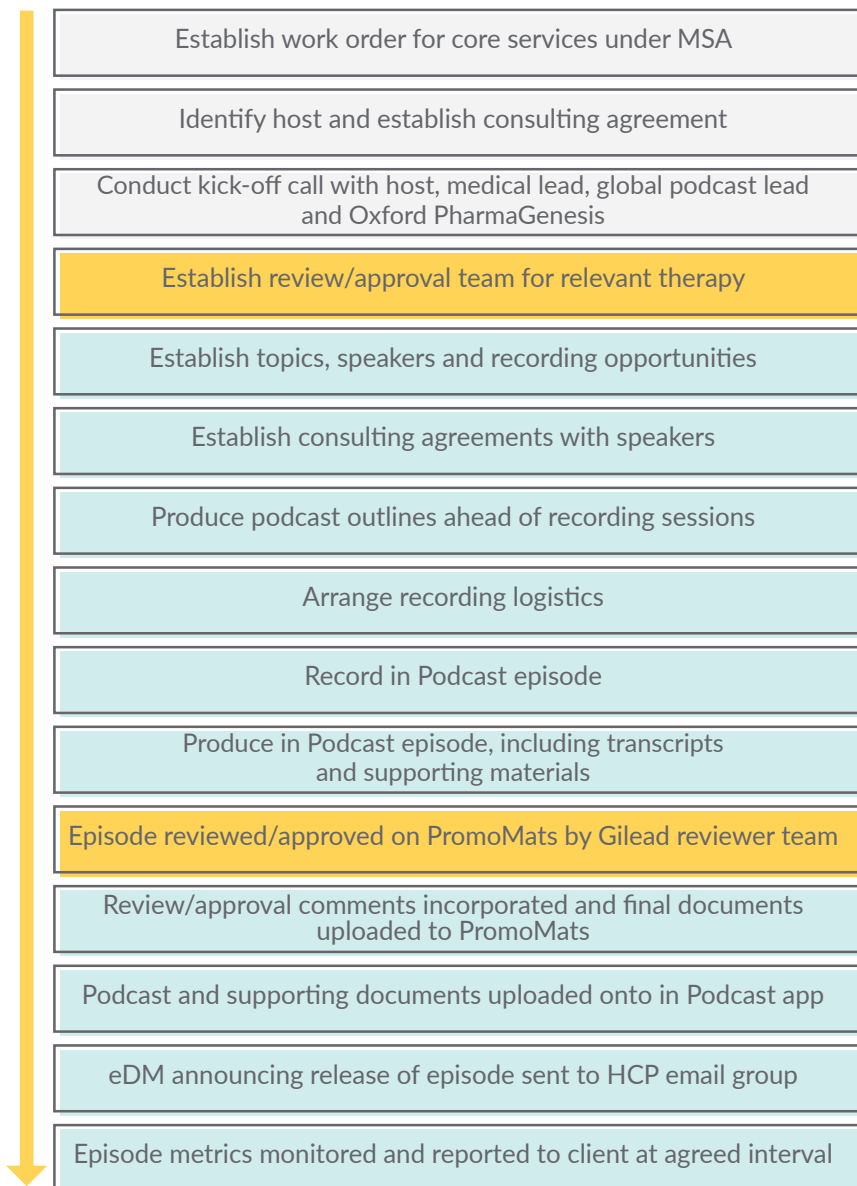 Establish work order for core services under MSA
Identify host and establish consulting agreement
Conduct kick-off call with host, medical lead, global podcast lead
and Oxford PharmaGenesis
Establish review/approval team for relevant therapy
Establish topics, speakers and recording opportunities
Establish consulting agreements with speakers
Produce podcast outlines ahead of recording sessions
Arrange recording logistics
Record in Podcast episode
Produce in Podcast episode, including transcripts
and supporting materials
Episode reviewed/approved on PromoMats by Gilead reviewer team
Review/approval comments incorporated and final documents
uploaded to PromoMats
Podcast and supporting documents uploaded onto in Podcast app
eDM announcing release of episode sent to HCP email group
Episode metrics monitored and reported to client at agreed interval